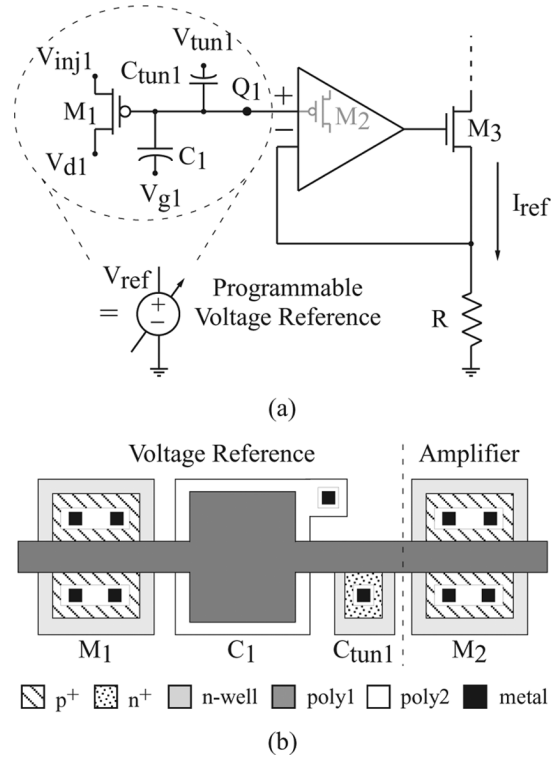 Vtun1
Vinj1
Ctun1
Q1
+
M1
M2
−
M3
Vd1
C1
Vg1
Iref
Vref
+
−
=
Programmable
Voltage Reference
R
(a)
Voltage Reference
Amplifier
M1
C1
Ctun1
M2
p+
n+
n-well
poly1
poly2
metal
(b)